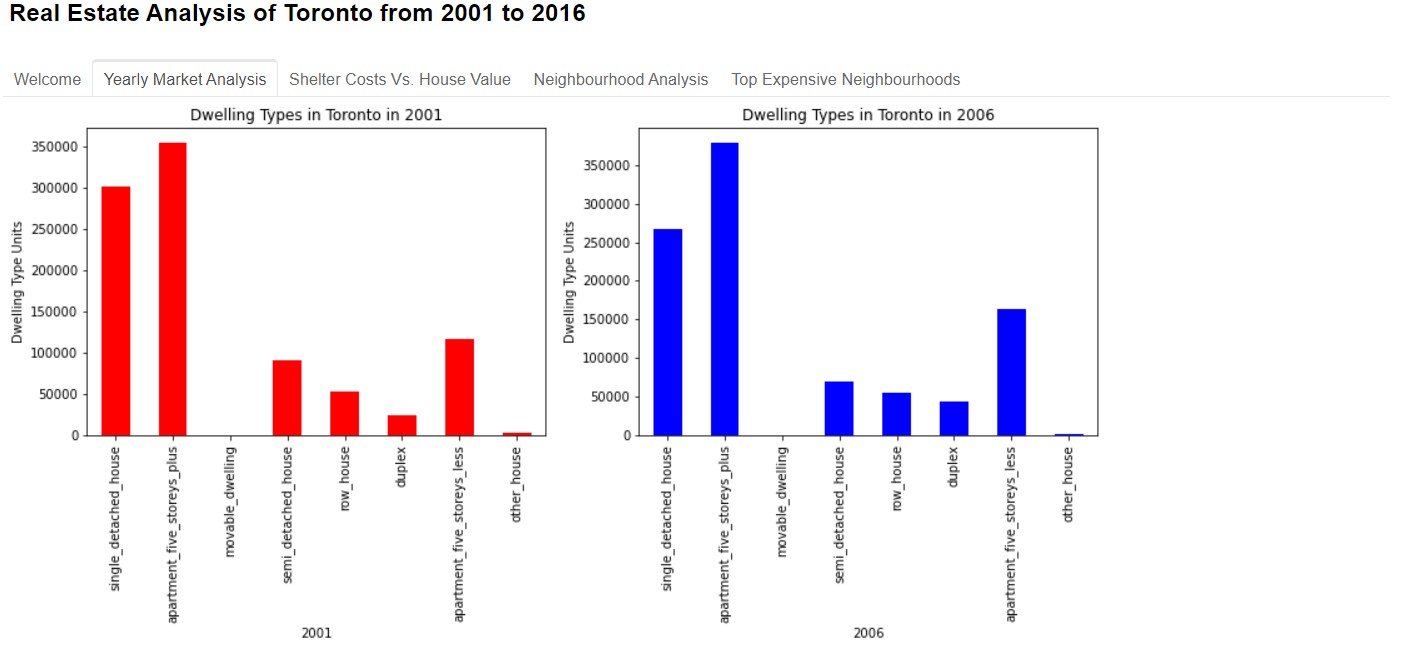 Real Estate Analysis of Toronto from 2001 to 2016
Welcome
Yearly Market Analysis
Shelter Costs Vs. House Value
Neighbourhood Analysis
Top Expensive Neighbourhoods
Dwelling Types in Toronto in 2001
Dwelling Type Units
350000
300000
250000
200000
150000
100000
50000
0
single_detached_house
apartment_five_storeys_plus
movable_dwelling
semi_detached_house
row_house
duplex
apartment_five_storeys_less
other_house
2001
Dwelling Types in Toronto in 2006
Dwelling Type Units
350000
300000
250000
200000
150000
100000
50000
0
single_detached_house
apartment_five_storeys_plus
movable_dwelling
semi_detached_house
row_house
duplex
apartment_five_storeys_less
other_house
2006